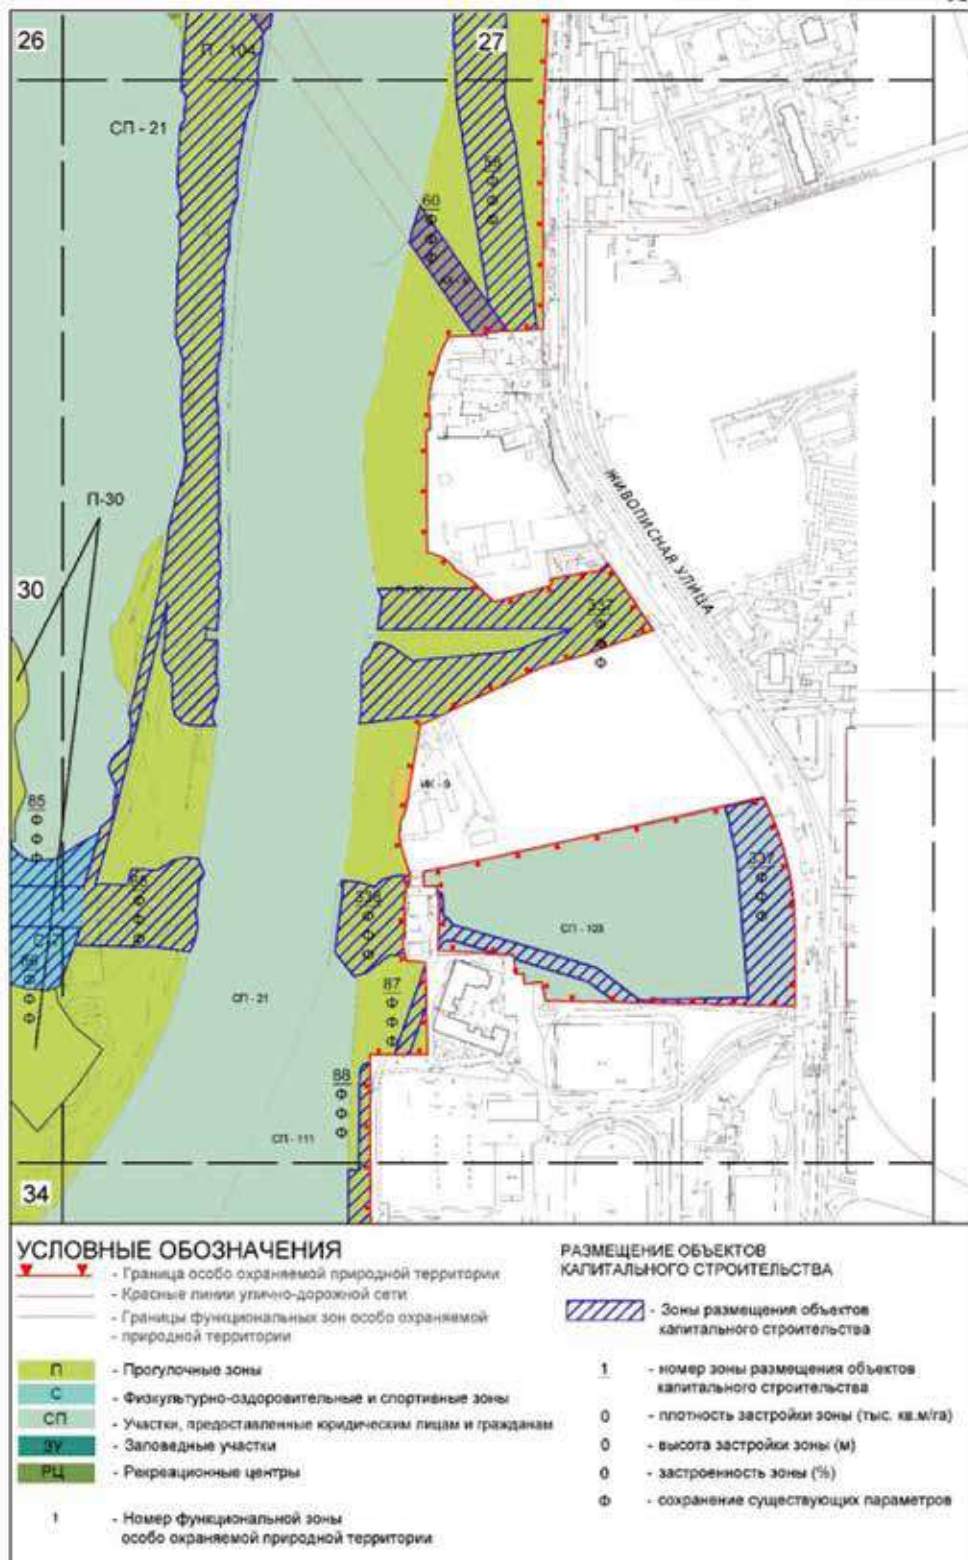 26
27
П - 104
СП - 21
60
Ф
Ф
Ф
Ф
Ф
П-30
30
ЖИВОПИСНАЯ УЛИЦА
337
Ф
Ф
Ф
ИК - 9
85
Ф
Ф
Ф
337
Ф
Ф
Ф
Ф
Ф
Ф
336
Ф
Ф
Ф
СП - 103
Ф
Ф
Ф
СП - 21
87
Ф
Ф
Ф
88
Ф
Ф
Ф
СП - 111
34
УСЛОВНЫЕ ОБОЗНАЧЕНИЯ
- Граница особо охраняемой природной территории
- Красные линии улично-дорожной сети
- Границы функциональных зон особо охраняемой
- природной территории
П - Прогулочные зоны
С - Физкультурно-оздоровительные и спортивные зоны
СП - Участки, предоставленные юридическим лицам и гражданам
ЗУ - Заповедные участки
РЦ - Рекреационные центры
1 - Номер функциональной зоны
особо охраняемой природной территории
РАЗМЕЩЕНИЕ ОБЪЕКТОВ
КАПИТАЛЬНОГО СТРОИТЕЛЬСТВА
- Зоны размещения объектов
капитального строительства
1 - номер зоны размещения объектов
капитального строительства
0 - плотность застройки зоны (тыс. кв.м/га)
0 - высота застройки зоны (м)
0 - застроенность зоны (%)
Ф - сохранение существующих параметров